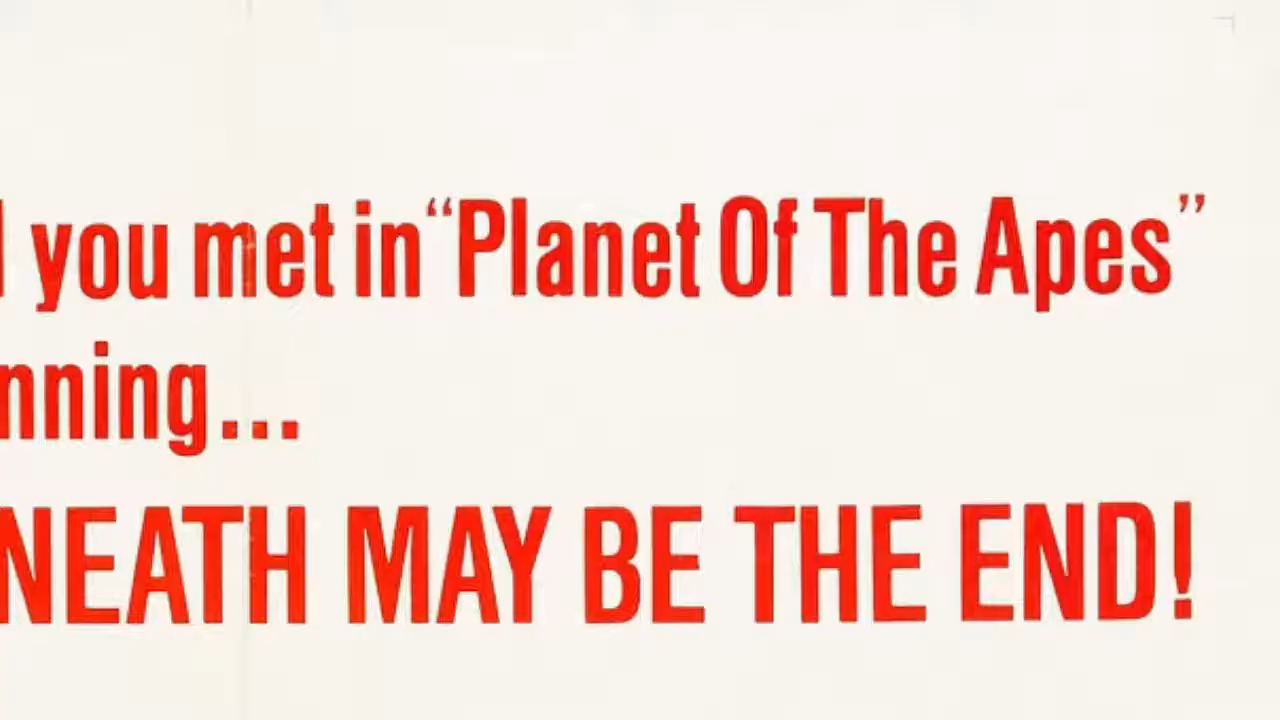 you met in “Planet Of The Apes”
nning...
NEATH MAY BE THE END!